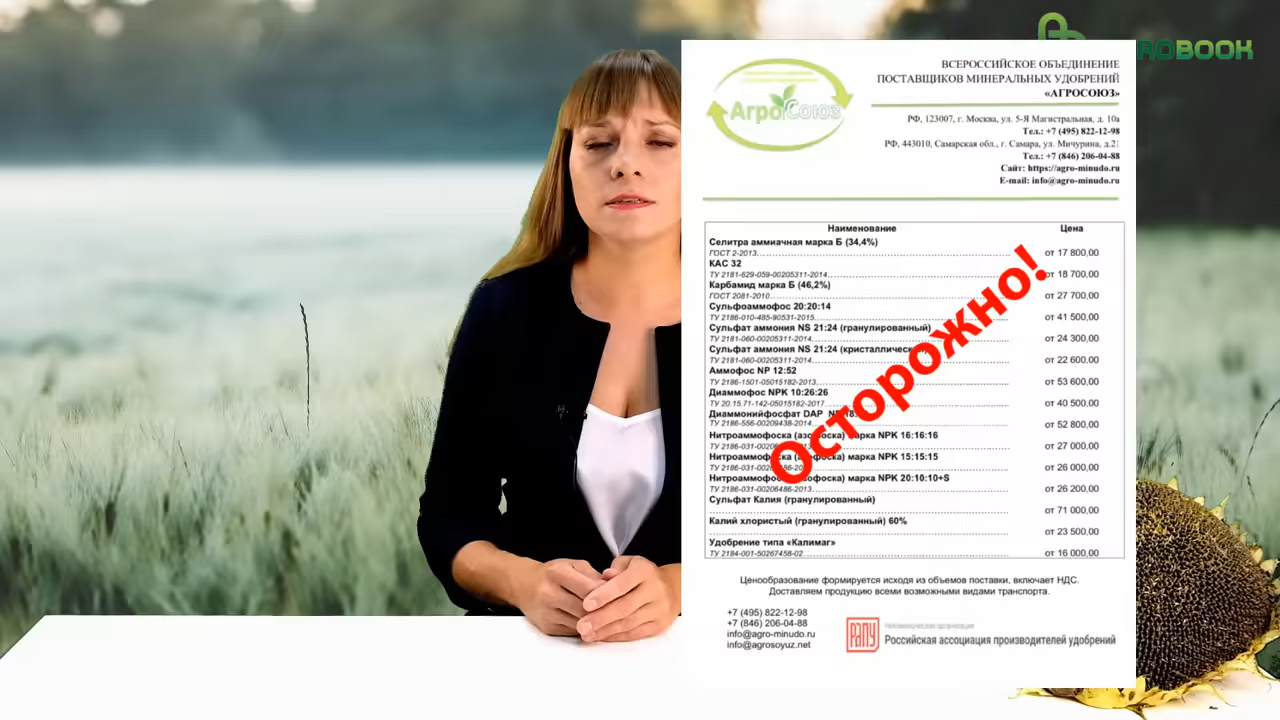 ROBOOK
АгроСоюз
ВСЕРОССИЙСКОЕ ОБЪЕДИНЕНИЕ
ПОСТАВЩИКОВ МИНЕРАЛЬНЫХ УДОБРЕНИЙ
«АГРОСОЮЗ»
РФ, 123007, г. Москва, ул. 5-Я Магистральная, д. 10а
Тел.: +7 (495) 822-12-98
РФ, 443010, Самарская обл., г. Самара, ул. Мичурина, д.21
Тел.: +7 (846) 206-04-88
Сайт: https://agro-minudo.ru
E-mail: info@agro-minudo.ru
Наименование Цена
Селитра аммиачная марка Б (34,4%)
ГОСТ 2-2013 от 17 800,00
КАС 32
ТУ 2181-629-059-00205311-2014 от 18 700,00
Карбамид марка Б (46,2%)
ГОСТ 2081-2010 от 27 700,00
Сульфоаммофос 20:20:14
ТУ 2186-010-485-90531-2015 от 41 500,00
Сульфат аммония NS 21:24 (гранулированный)
ТУ 2181-060-00205311-2014 от 24 300,00
Сульфат аммония NS 21:24
ТУ 2181-060-00205311-2014 от 22 600,00
Аммофос NP 12:52
ТУ 2186-1501-05015182-2013 от 53 600,00
Диаммофос NPK 10:26:26
ТУ 20.15.71-142-05015182-2017 от 40 500,00
Диаммонийфосфат DAP
ТУ 2186-556-00209438-2014 от 52 800,00
Нитроаммофоска марка NPK 16:16:16
от 27 000,00
марка NPK 15:15:15
от 26 000,00
марка NPK 20:10:10+S
ТУ 2186-031-00206486-2013 от 26 200,00
Сульфат Калия (гранулированный)
от 71 000,00
Калий хлористый (гранулированный) 60%
от 23 500,00
Удобрение типа «Калимаг»
ТУ 2184-001-50267458-02 от 16 000,00
Осторожно!
Ценообразование формируется исходя из объемов поставки, включает НДС.
Доставляем продукцию всеми возможными видами транспорта.
+7 (495) 822-12-98
+7 (846) 206-04-88
info@agro-minudo.ru
info@agrosoyuz.net
РАПУ
Некоммерческая организация
Российская ассоциация производителей удобрений